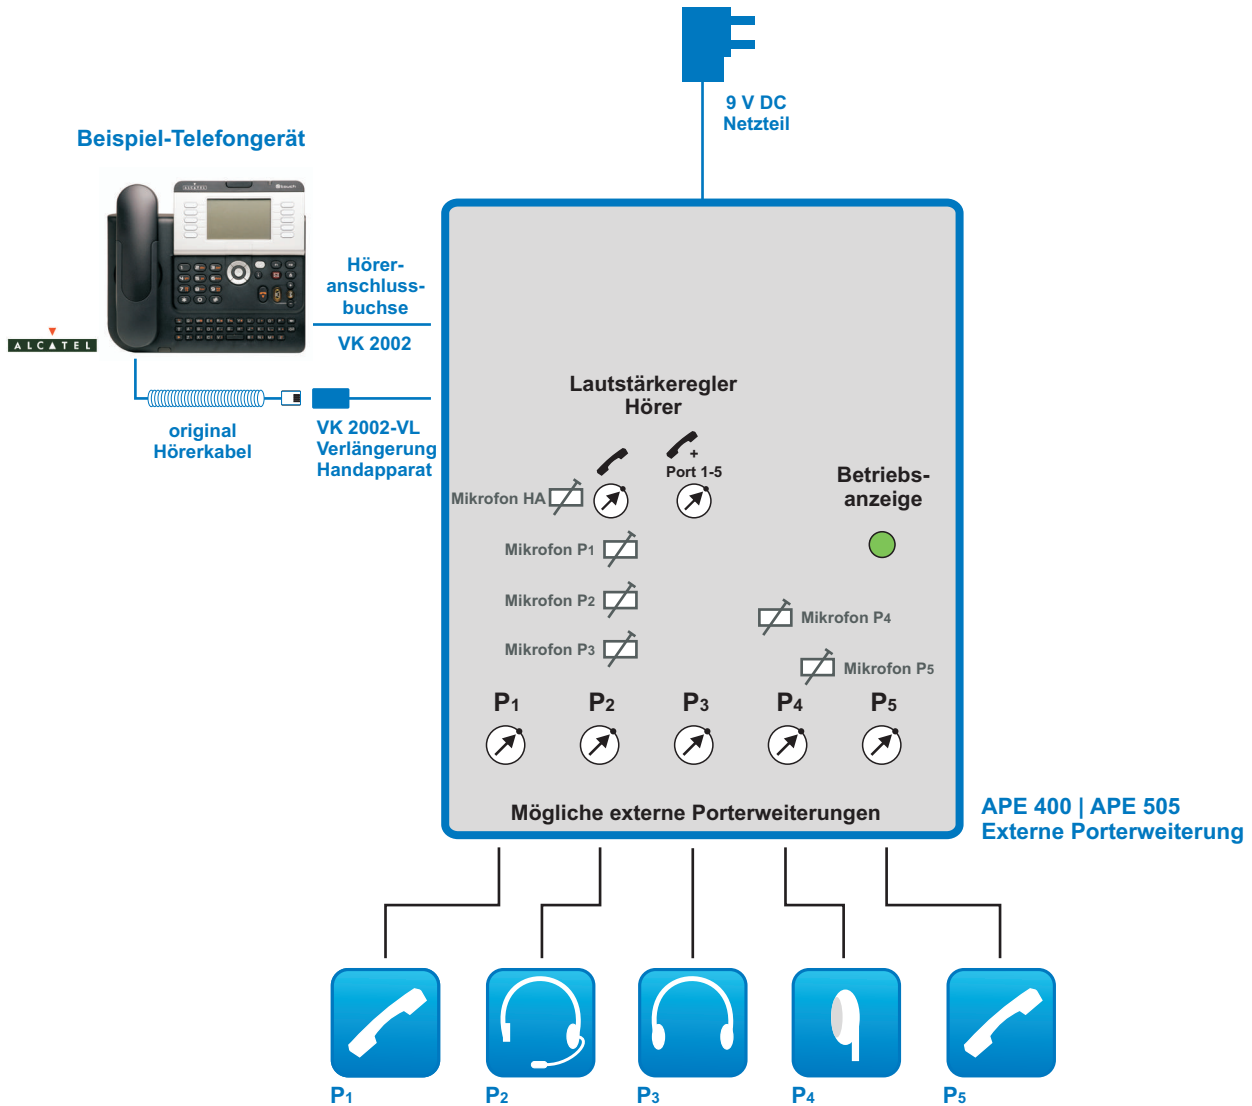 9 V DC
Netzteil
Beispiel-Telefongerät
ALCATEL
Hörer-
anschluss-
buchse
VK 2002
original
Hörerkabel
VK 2002-VL
Verlängerung
Handapparat
Lautstärkeregler
Hörer
+
Port 1-5
Mikrofon HA
Betriebs-
anzeige
Mikrofon P1
Mikrofon P2
Mikrofon P3
Mikrofon P4
Mikrofon P5
P1 P2 P3 P4 P5
Mögliche externe Porterweiterungen
APE 400 | APE 505
Externe Porterweiterung
P1 P2 P3 P4 P5